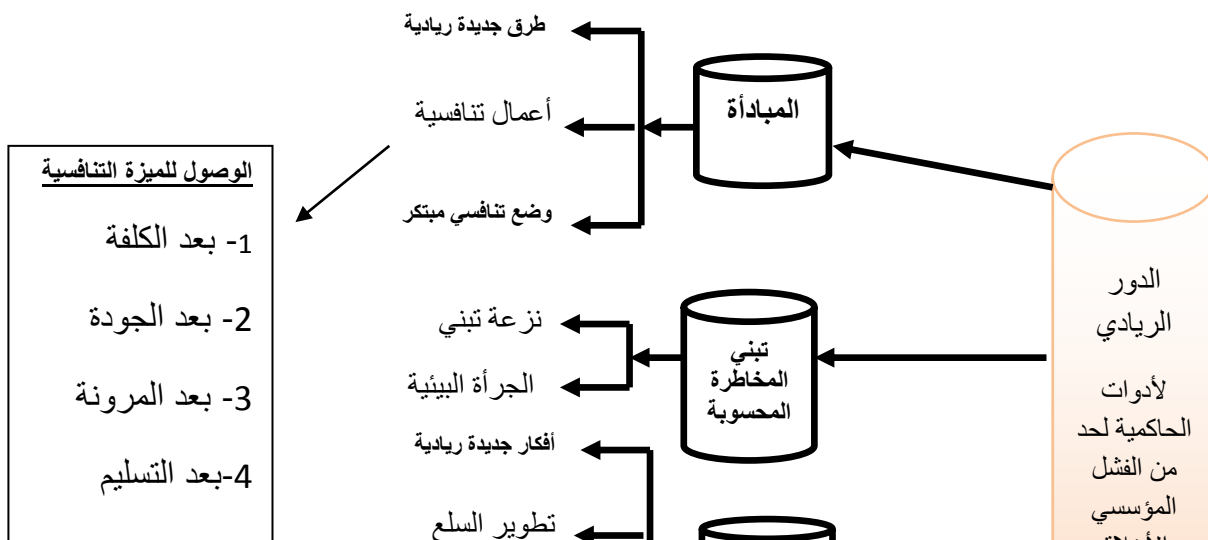 طرق جديدة ريادية
المبادأة
أعمال تنافسية
وضع تنافسي مبتكر
الدور
الريادي
لأدوات
الحاكمية لحد
من الفشل
المؤسسي
تبني
المخاطرة
المحسوبة
نزعة تبني
الجرأة البيئية
أفكار جديدة ريادية
تطوير السلع
الوصول للميزة التنافسية
1- بعد الكلفة
2- بعد الجودة
3- بعد المرونة
4-بعد التسليم